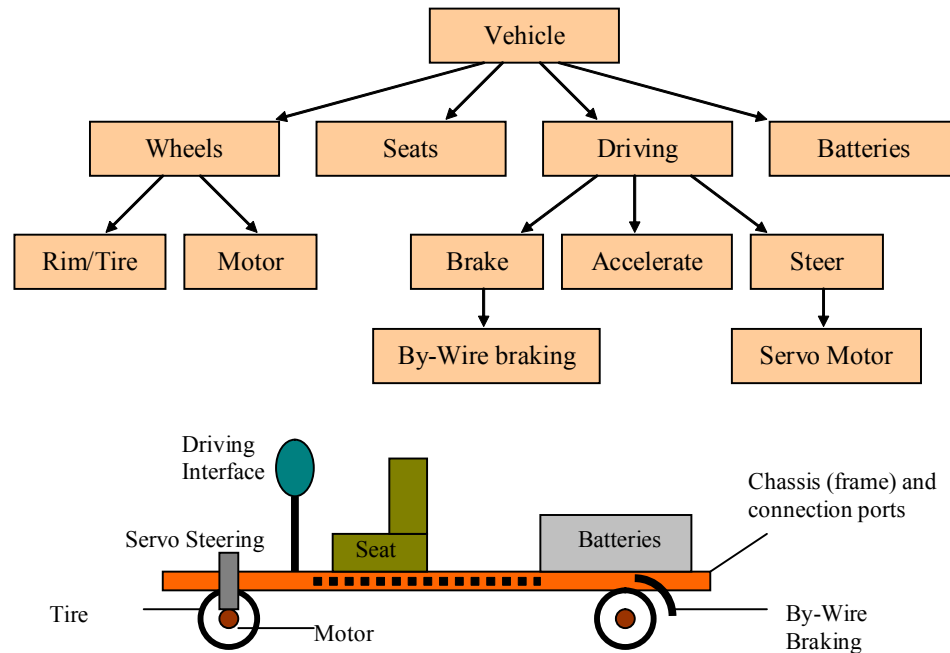 Vehicle
Wheels
Seats
Driving
Batteries
Rim/Tire
Motor
Brake
Accelerate
Steer
By-Wire braking
Servo Motor
Driving
Interface
Chassis (frame) and
connection ports
Servo Steering
Seat
Batteries
Tire
Motor
By-Wire
Braking